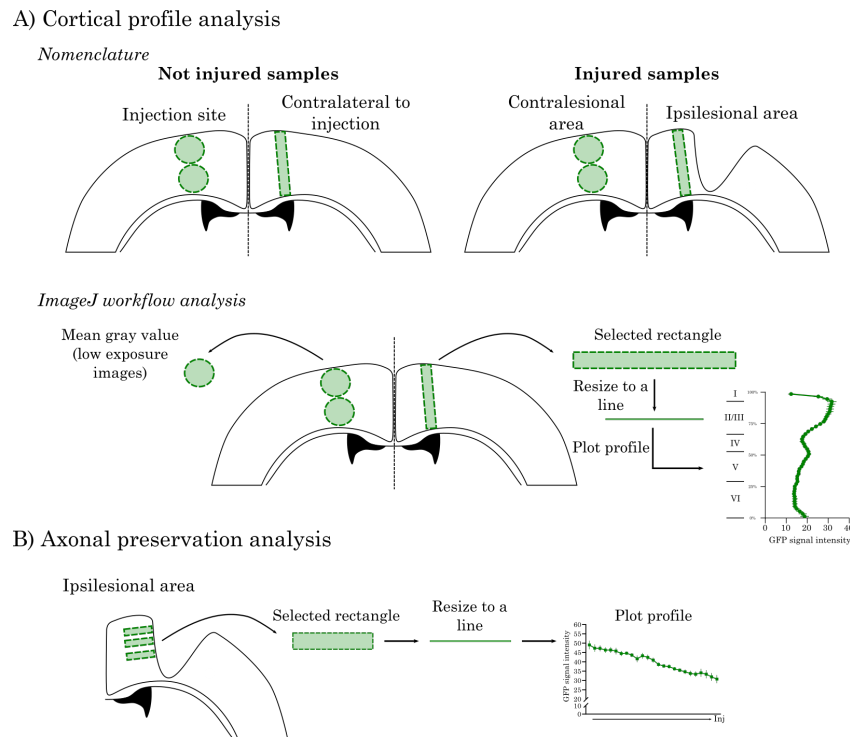 A) Cortical profile analysis
Nomenclature
Not injured samples
Injured samples
Injection site
Contralateral to
injection
Contralesional
area
Ipsilesional area
ImageJ workflow analysis
Mean gray value
(low exposure
images)
Selected rectangle
Resize to a
line
Plot profile
I
II/III
IV
V
VI
100%
75%
50%
25%
0%
0 10 20 30 40
GFP signal intensity
B) Axonal preservation analysis
Ipsilesional area
Selected rectangle
Resize to a
line
Plot profile
GFP signal intensity
60
55
50
45
40
35
30
25
20
10
0
Inj